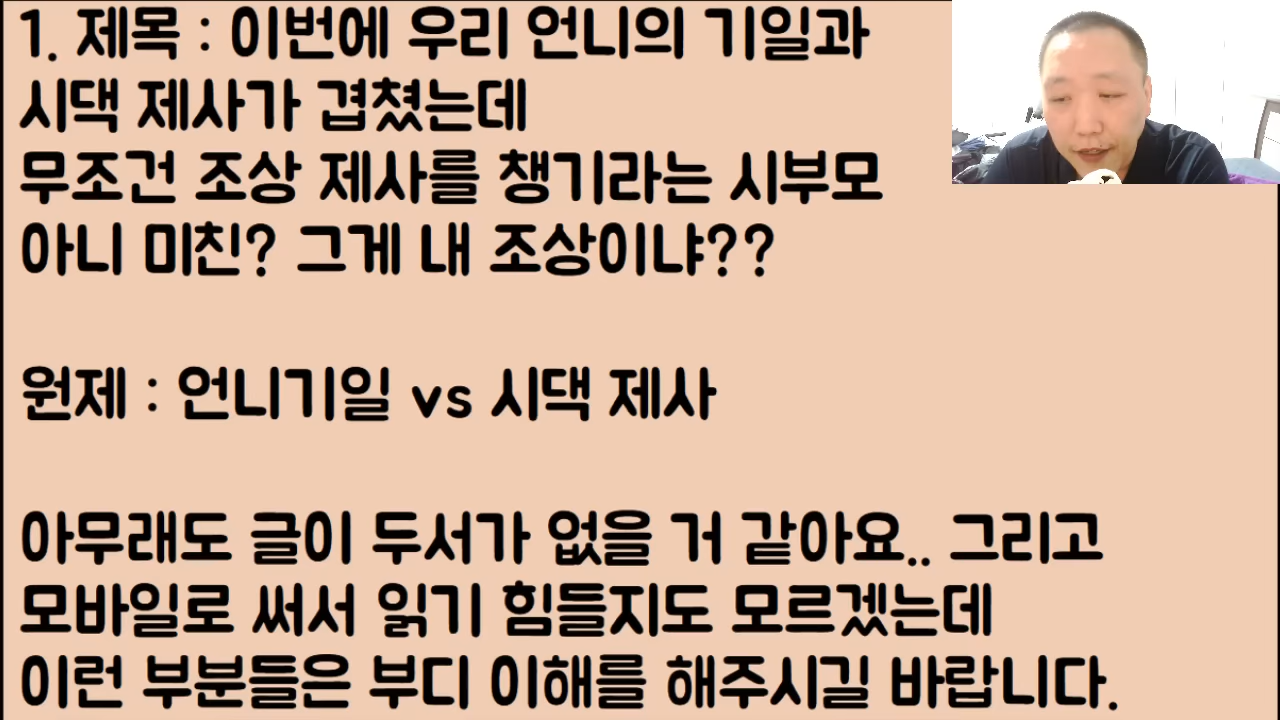 1. 제목 : 이번에 우리 언니의 기일과
시댁 제사가 겹쳤는데
무조건 조상 제사를 챙기라는 시부모
아니 미친? 그게 내 조상이냐??
원제 : 언니기일 vs 시댁 제사
아무래도 글이 두서가 없을 거 같아요.. 그리고
모바일로 써서 읽기 힘들지도 모르겠는데
이런 부분들은 부디 이해를 해주시길 바랍니다.